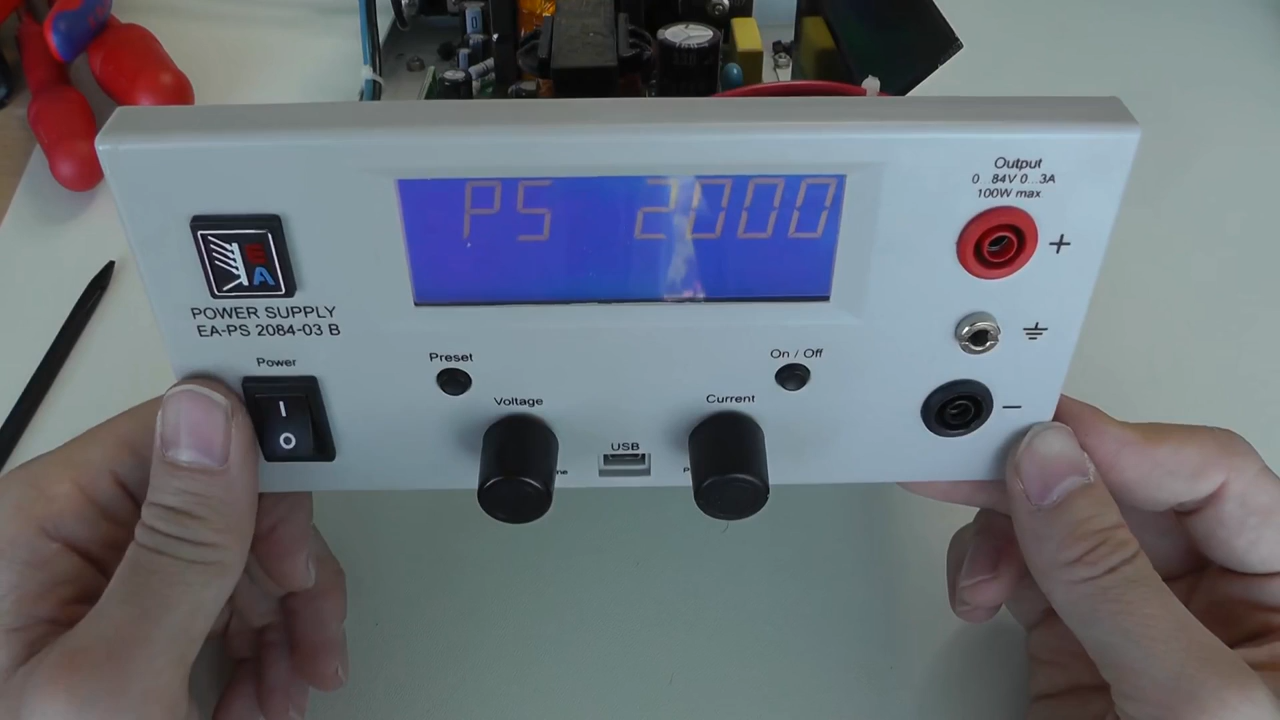 PS 2000
EA
POWER SUPPLY
EA-PS 2084-03 B
Power
I
O
Preset
Voltage
USB
Current
On / Off
Output
0...84V 0...3A
100W max.
+
−